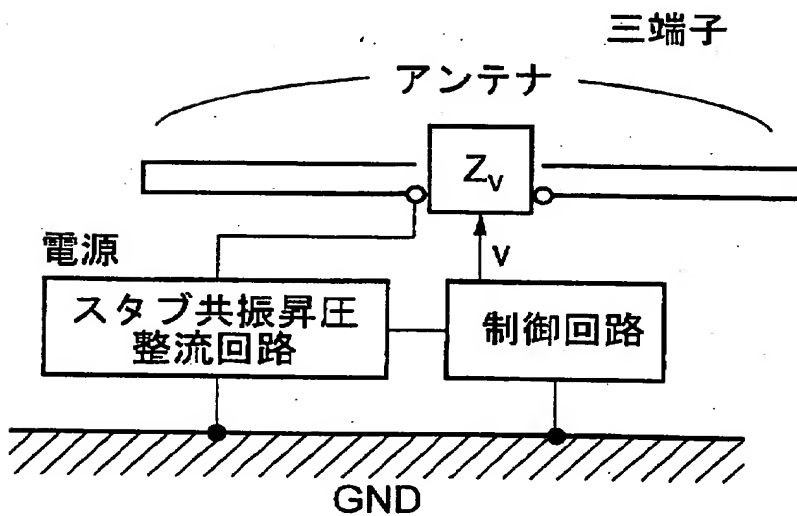 三端子
アンテナ
Zv
電源
v
スタブ共振昇圧
整流回路
制御回路
GND